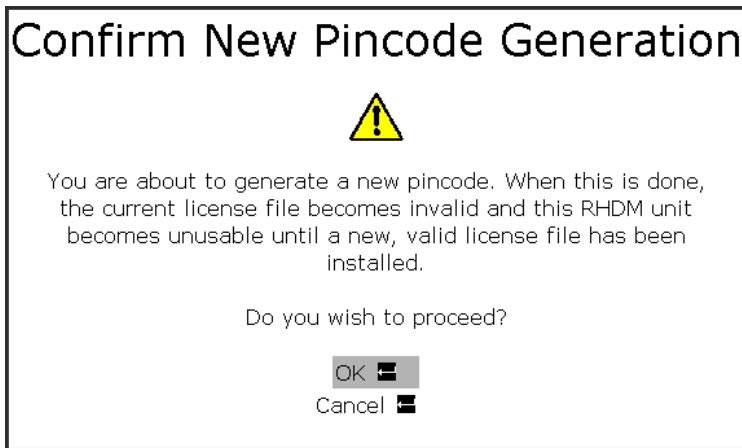 Confirm New Pincode Generation
You are about to generate a new pincode. When this is done,
the current license file becomes invalid and this RHDM unit
becomes unusable until a new, valid license file has been
installed.
Do you wish to proceed?
OK
Cancel